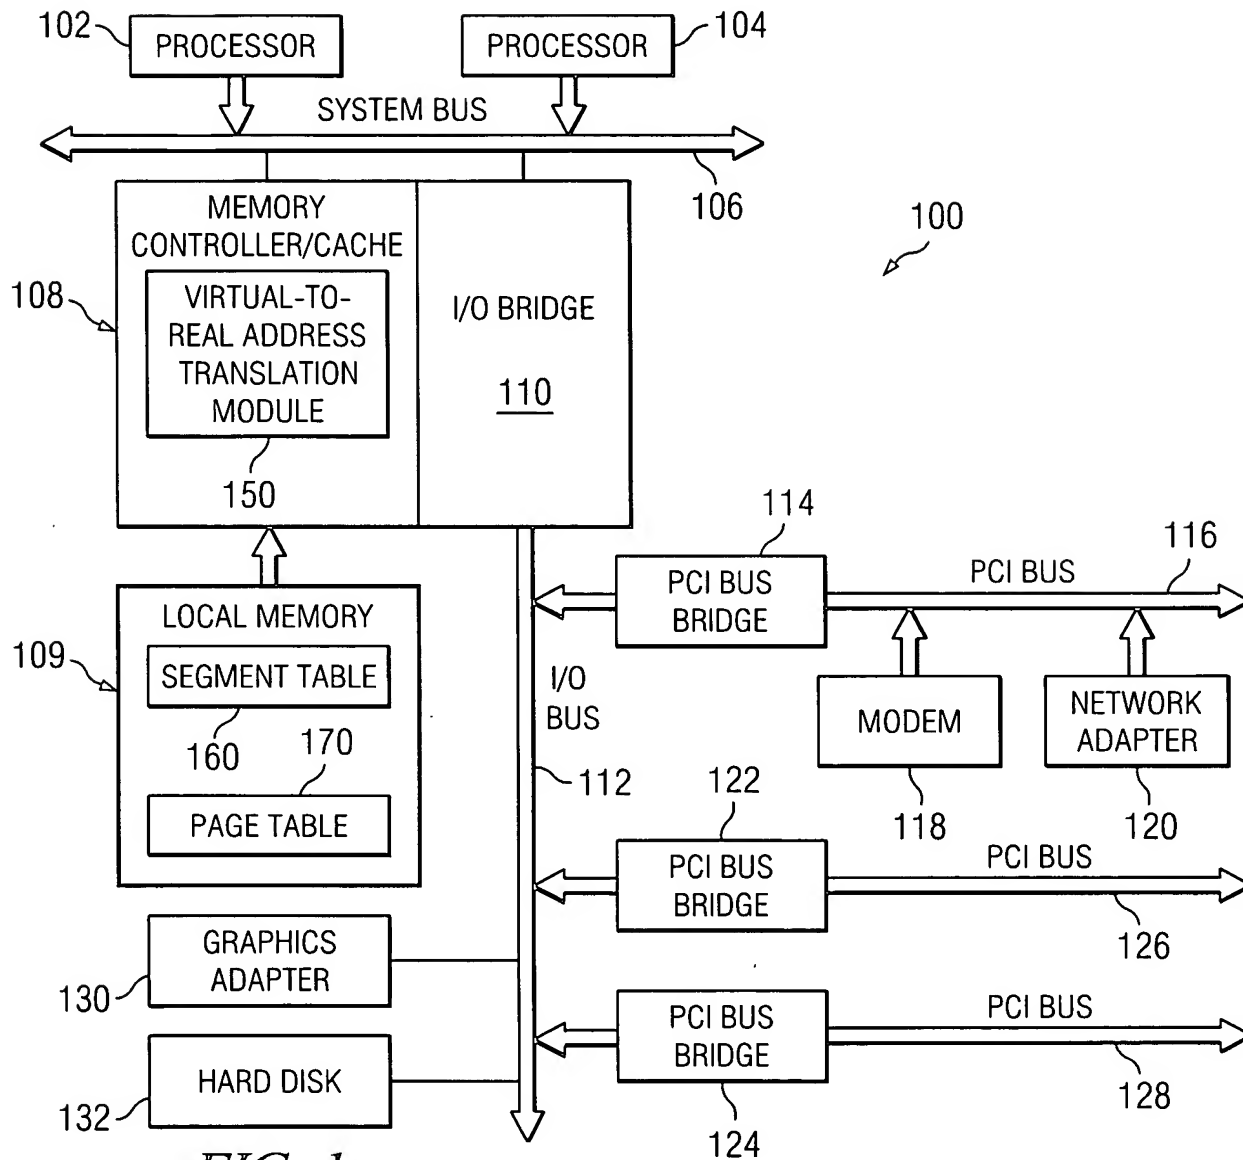 102
PROCESSOR
PROCESSOR
104
SYSTEM BUS
106
100
MEMORY
CONTROLLER/CACHE
108
VIRTUAL-TO-
REAL ADDRESS
TRANSLATION
MODULE
150
I/O BRIDGE
110
114
PCI BUS
BRIDGE
PCI BUS
116
LOCAL MEMORY
109
SEGMENT TABLE
160
170
PAGE TABLE
I/O
BUS
112
MODEM
118
NETWORK
ADAPTER
120
122
PCI BUS
BRIDGE
PCI BUS
126
GRAPHICS
ADAPTER
130
PCI BUS
BRIDGE
124
PCI BUS
128
HARD DISK
132